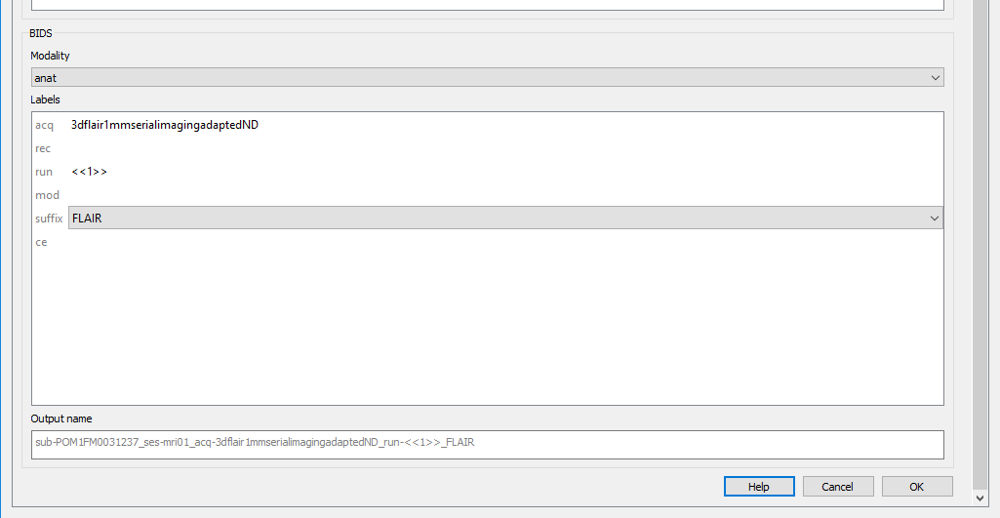 BIDS
Modality
anat
Labels
acq 3dflair1mmserialimagingadaptedND
rec
run <<1>>
mod
suffix FLAIR
ce
Output name
sub-POM1FM0031237_ses-mri01_acq-3dflair1mmserialimagingadaptedND_run-<<1>>_FLAIR
Help Cancel OK